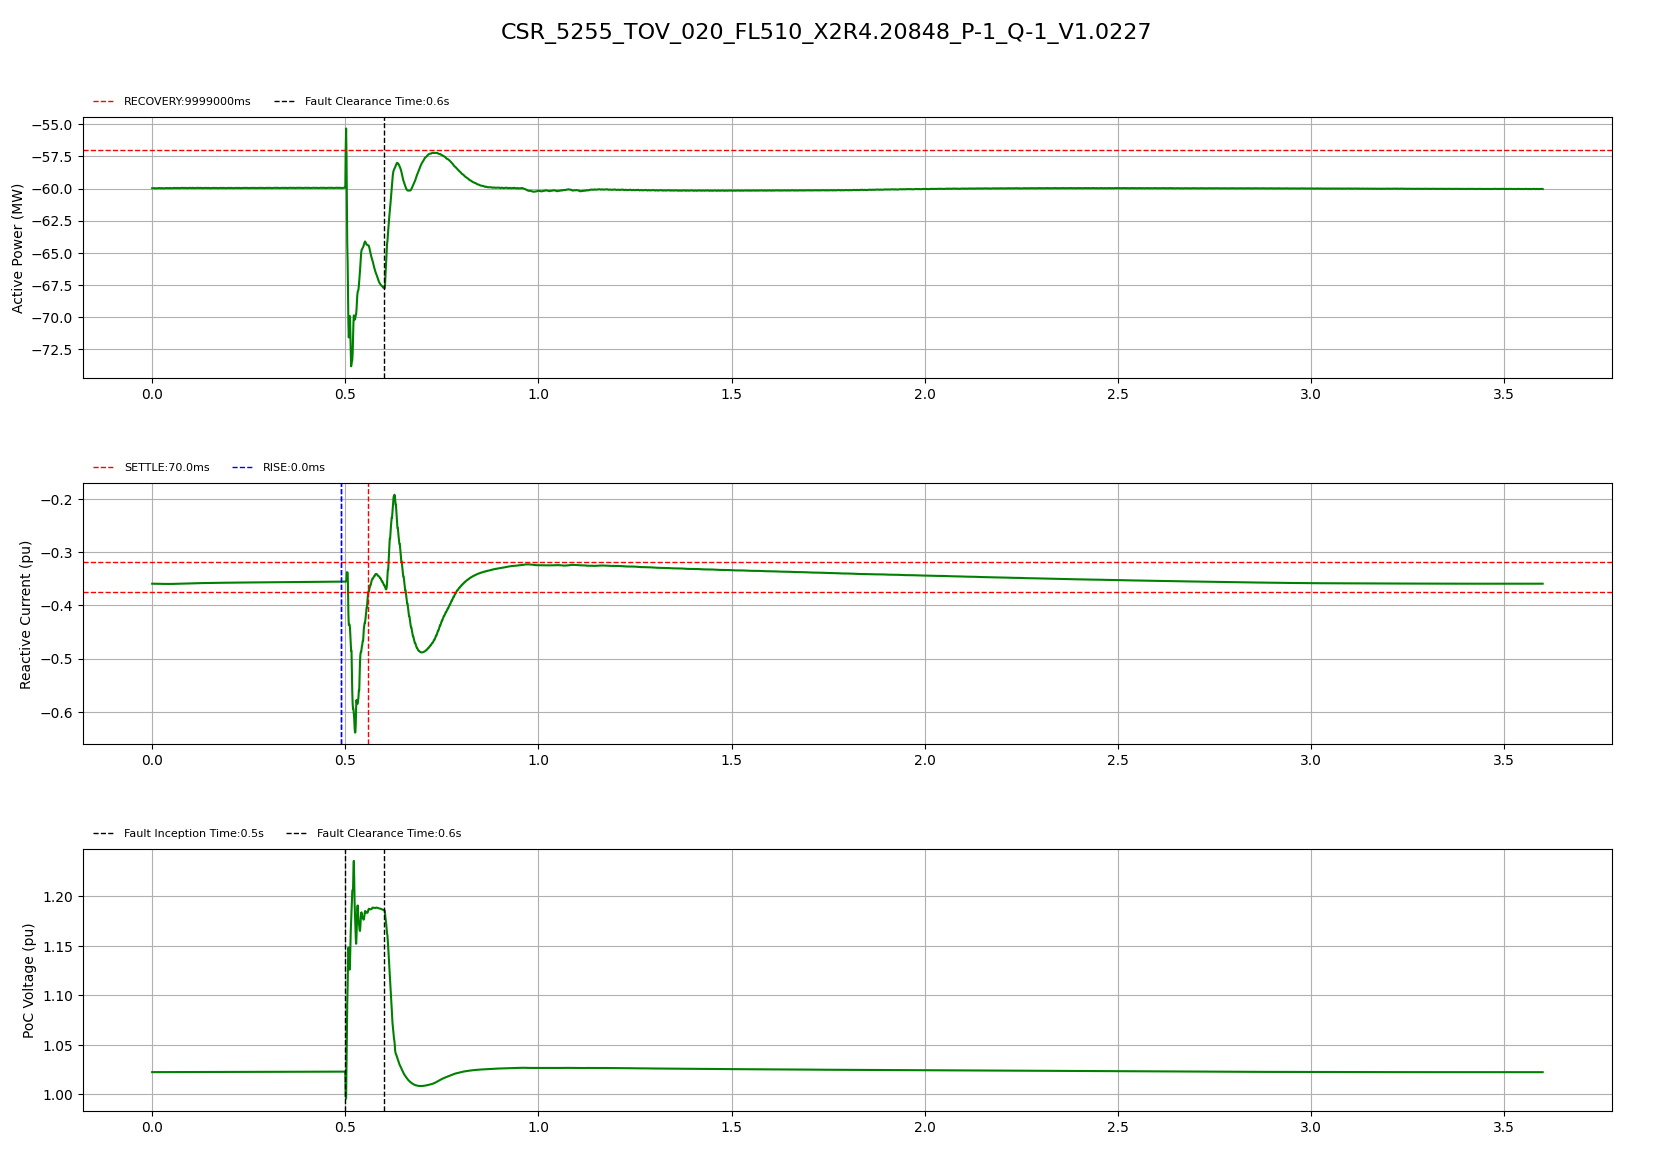 CSR_5255_TOV_020_FL510_X2R4.20848_P-1_Q-1_V1.0227
RECOVERY:9999000ms Fault Clearance Time:0.6s
Active Power (MW)
−55.0
−57.5
−60.0
−62.5
−65.0
−67.5
−70.0
−72.5
0.0 0.5 1.0 1.5 2.0 2.5 3.0 3.5
SETTLE:70.0ms RISE:0.0ms
Reactive Current (pu)
−0.2
−0.3
−0.4
−0.5
−0.6
0.0 0.5 1.0 1.5 2.0 2.5 3.0 3.5
Fault Inception Time:0.5s Fault Clearance Time:0.6s
PoC Voltage (pu)
1.20
1.15
1.10
1.05
1.00
0.0 0.5 1.0 1.5 2.0 2.5 3.0 3.5